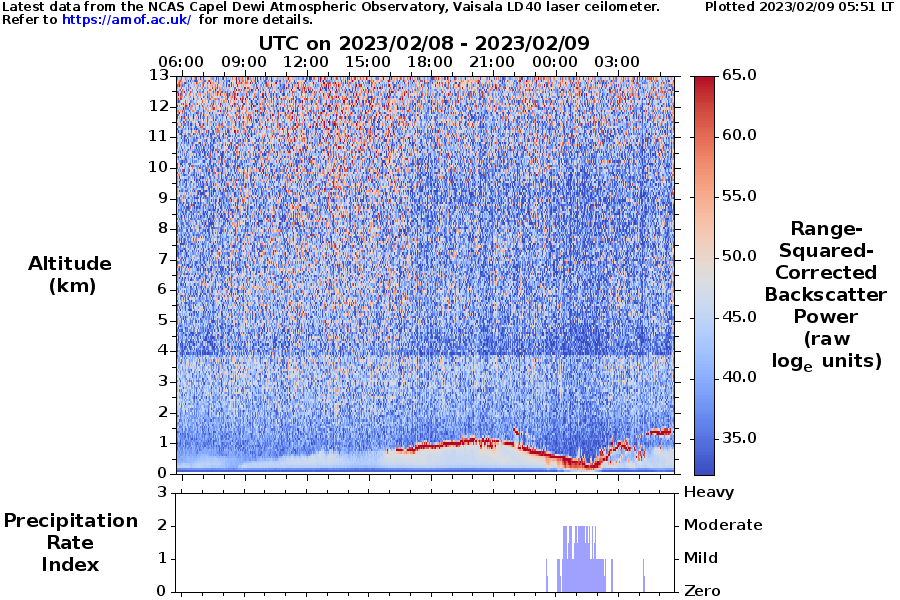 Latest data from the NCAS Capel Dewi Atmospheric Observatory, Vaisala LD40 laser ceilometer. Plotted 2023/02/09 05:51 LT
Refer to https://amof.ac.uk/ for more details.
UTC on 2023/02/08 - 2023/02/09
06:00 09:00 12:00 15:00 18:00 21:00 00:00 03:00
13
12
11
10
9
8
7
6
5
4
3
2
1
0
Altitude
(km)
65.0
60.0
55.0
50.0
45.0
40.0
35.0
Range-
Squared-
Corrected
Backscatter
Power
(raw
logₑ units)
Precipitation
Rate
Index
3
2
1
0
Heavy
Moderate
Mild
Zero